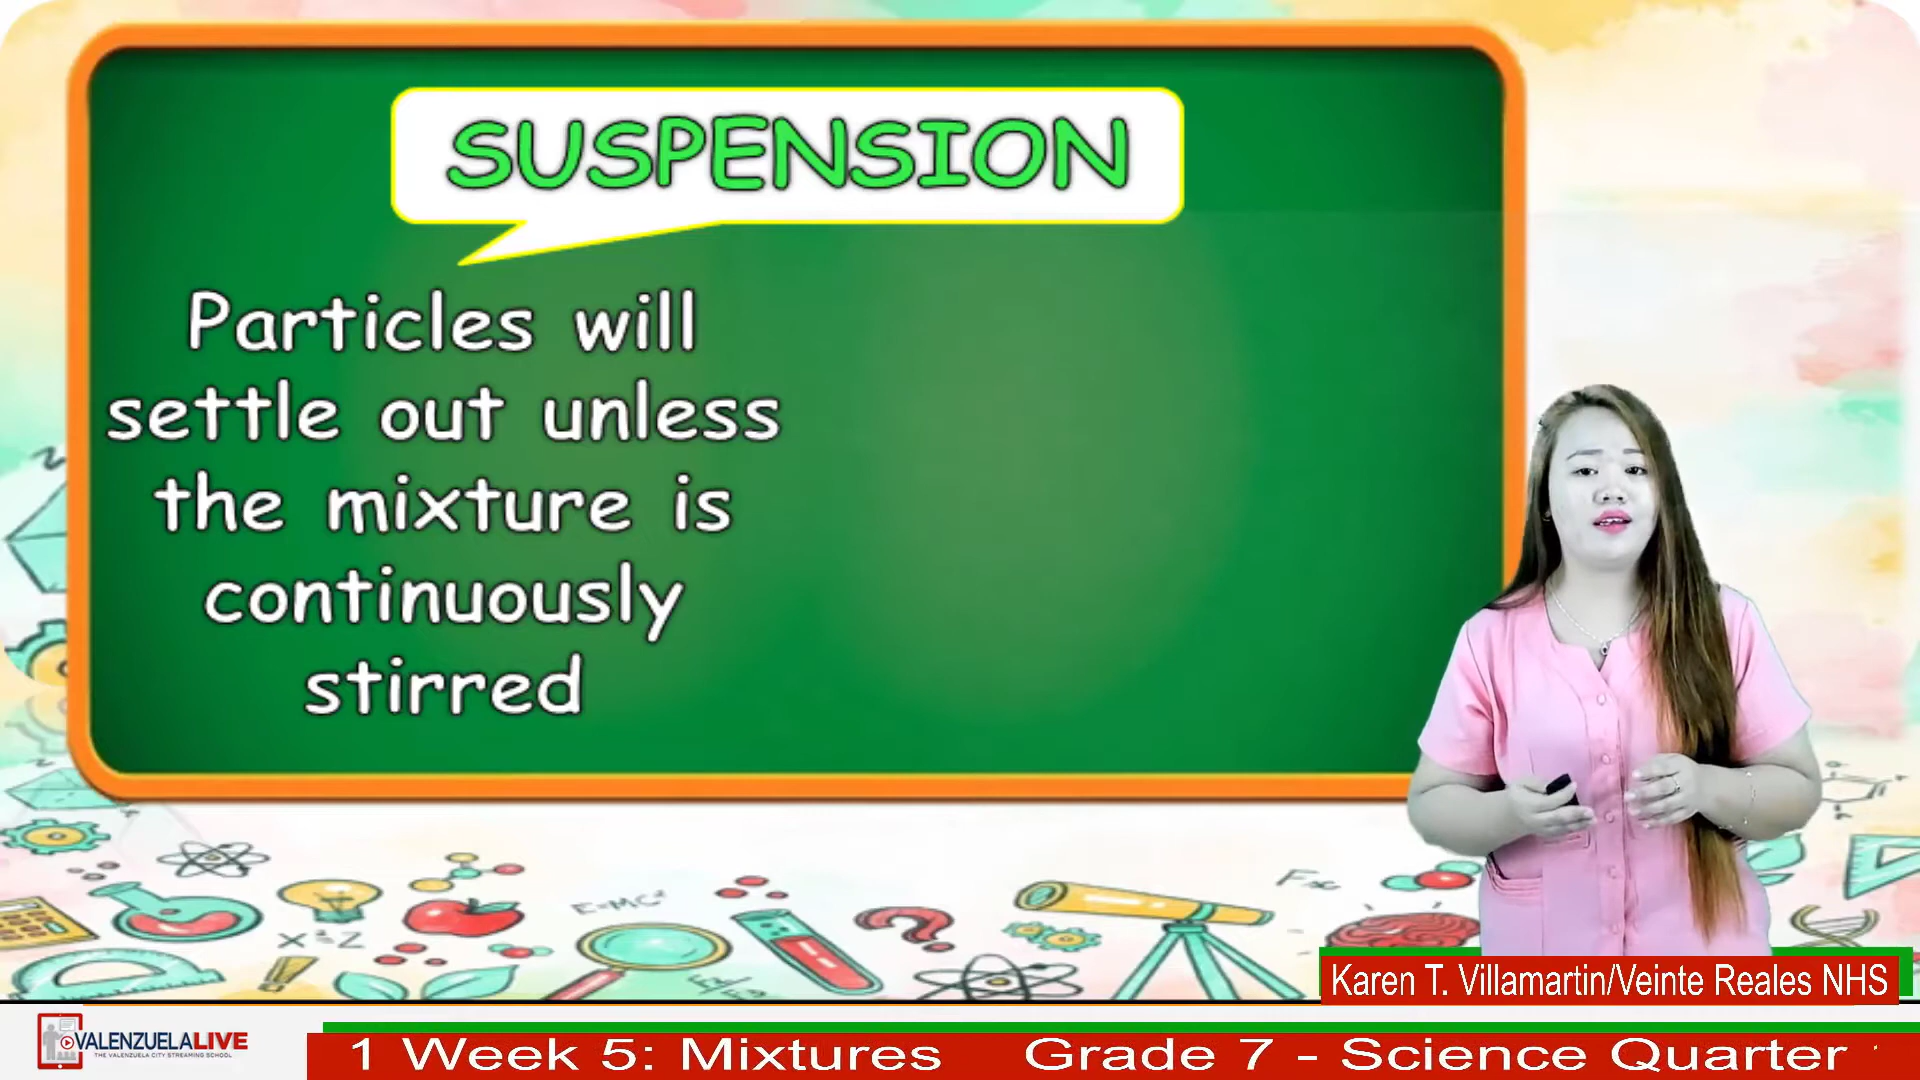 SUSPENSION
Particles will
settle out unless
the mixture is
continuously
stirred
E=MC²
Karen T. Villamartin/Veinte Reales NHS
VALENZUELALIVE
THE VALENZUELA CITY STREAMING SCHOOL
1 Week 5: Mixtures Grade 7 - Science Quarter